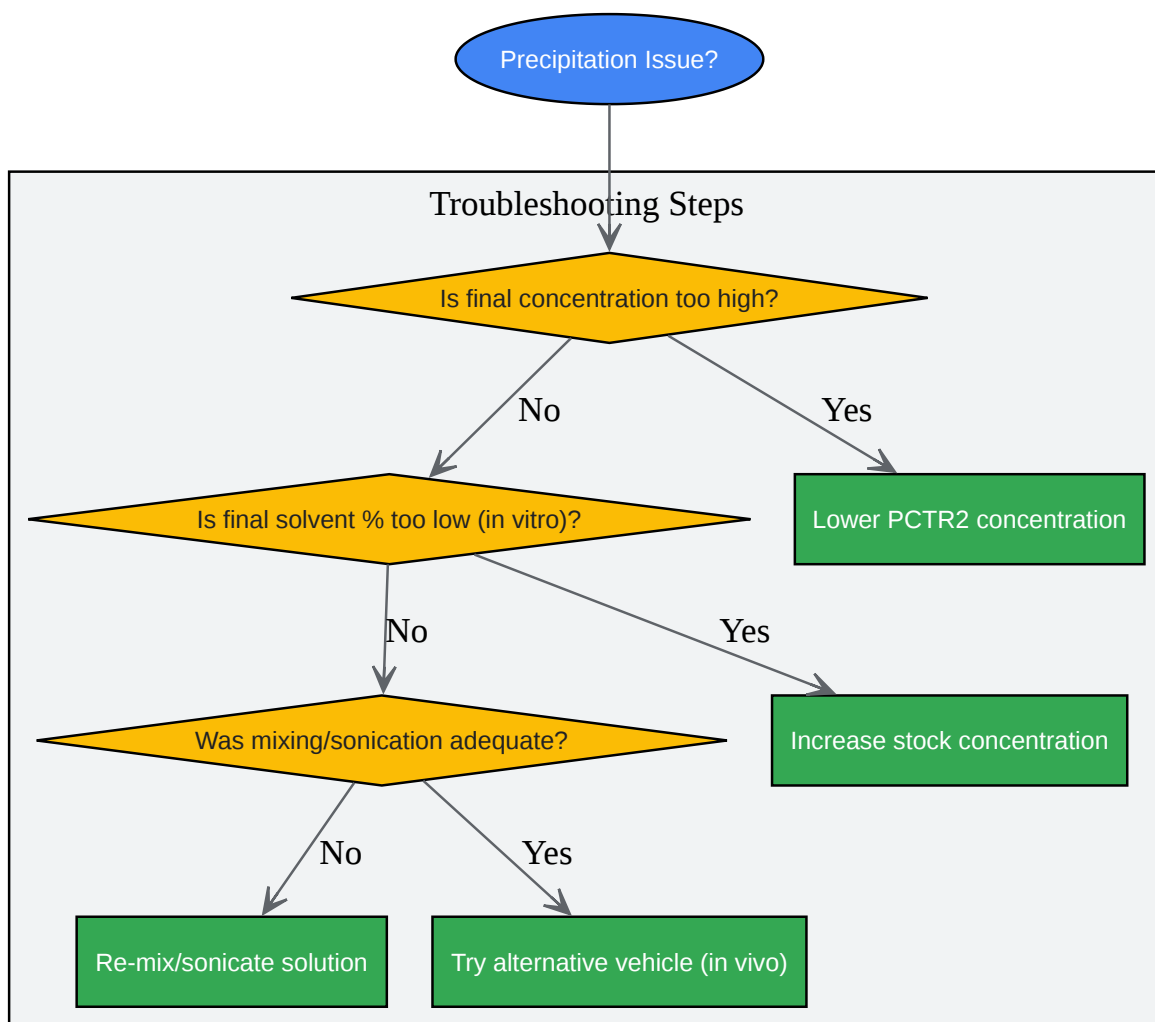 Precipitation Issue?
Troubleshooting Steps
Is final concentration too high?
No
Yes
Is final solvent % too low (in vitro)?
Lower PCTR2 concentration
No
Yes
Was mixing/sonication adequate?
Increase stock concentration
No
Yes
Re-mix/sonicate solution
Try alternative vehicle (in vivo)